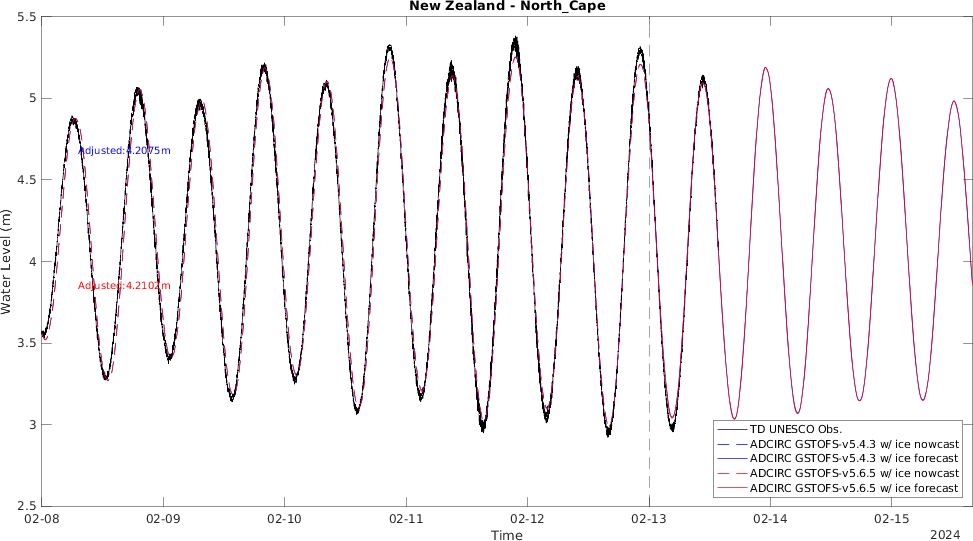 New Zealand - North_Cape
5.5
5
4.5
4
3.5
3
2.5
Water Level (m)
Adjusted:4.2075m
Adjusted:4.2102m
TD UNESCO Obs.
ADCIRC GSTOFS-v5.4.3 w/ ice nowcast
ADCIRC GSTOFS-v5.4.3 w/ ice forecast
ADCIRC GSTOFS-v5.6.5 w/ ice nowcast
ADCIRC GSTOFS-v5.6.5 w/ ice forecast
02-08 02-09 02-10 02-11 02-12 02-13 02-14 02-15
Time
2024